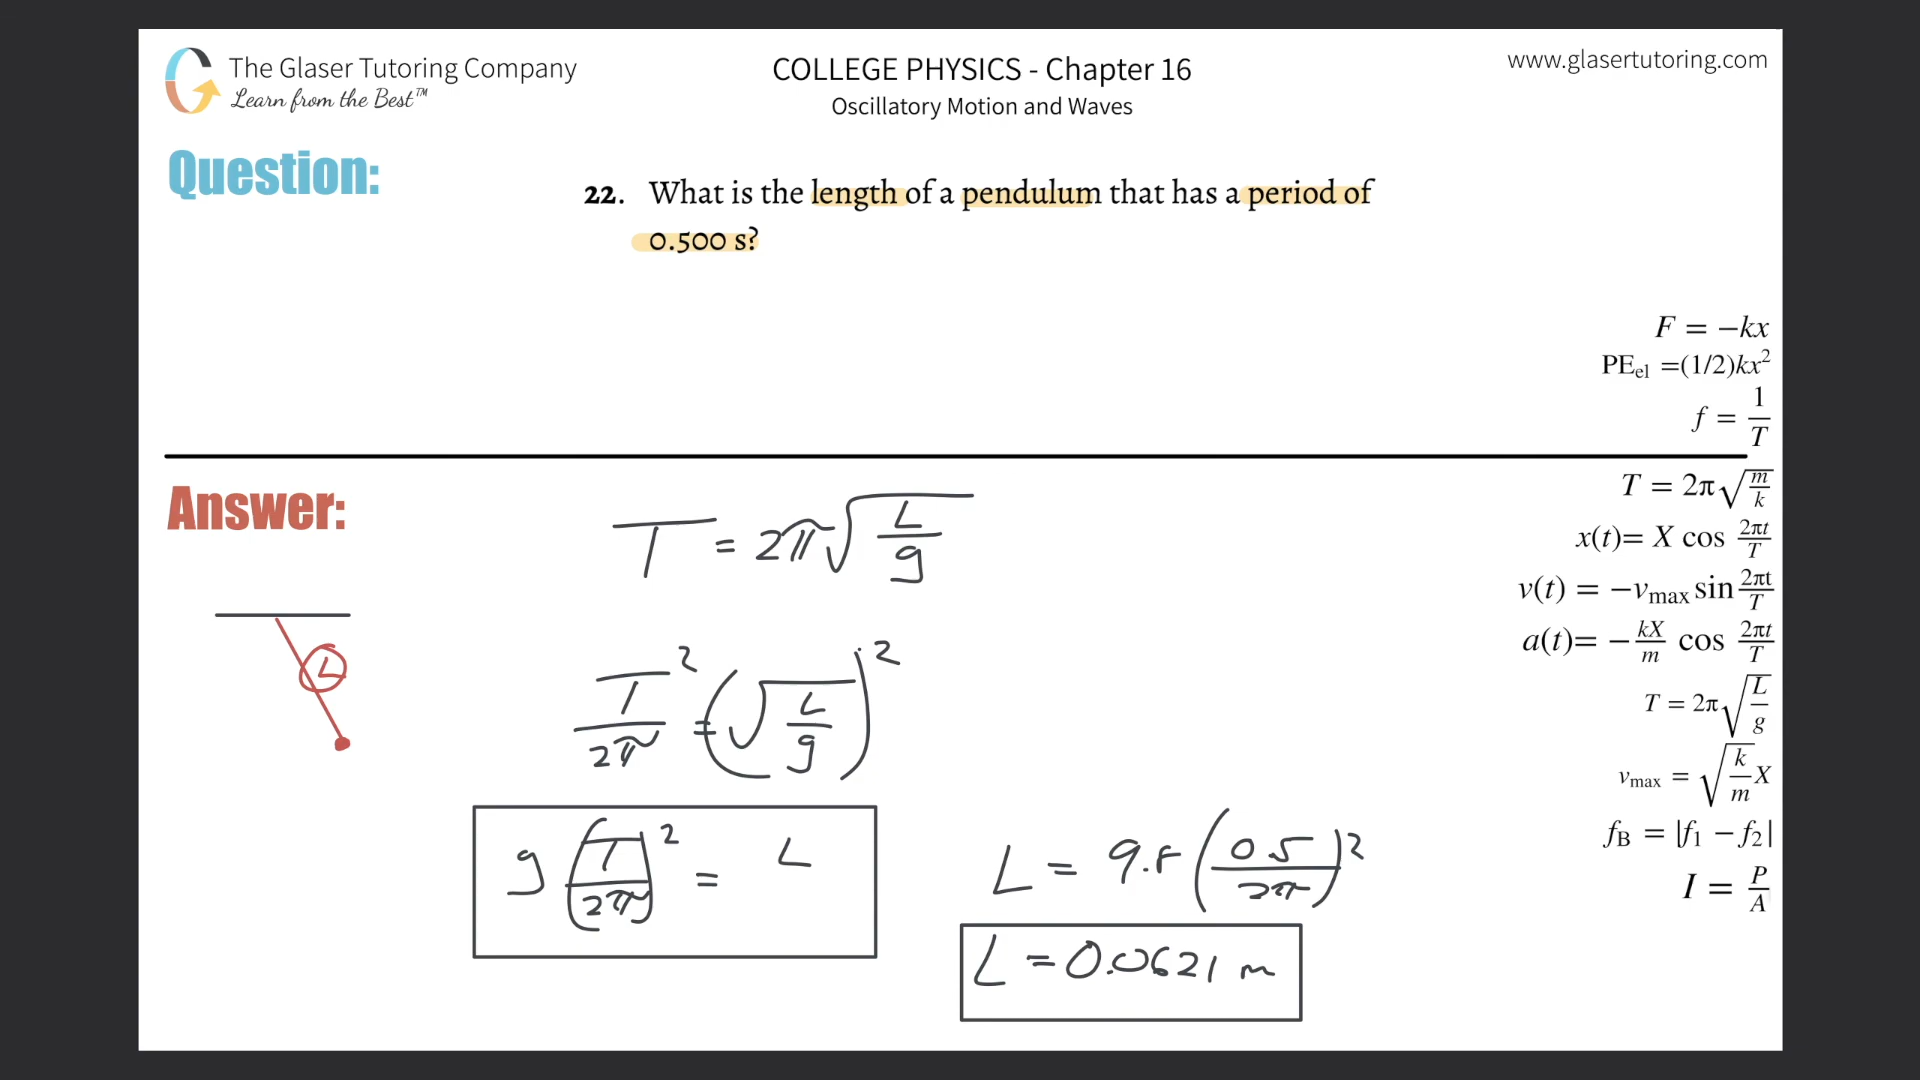 The Glaser Tutoring Company
Learn from the Best™
COLLEGE PHYSICS - Chapter 16
Oscillatory Motion and Waves
www.glasertutoring.com
Question:
22. What is the length of a pendulum that has a period of
0.500 s?
F = −kx
PEel =(1/2)kx²
f = 1/T
T = 2π√(m/k)
x(t)= X cos 2πt/T
v(t) = −vmax sin 2πt/T
a(t)= − kX/m cos 2πt/T
T = 2π√(L/g)
vmax = √(k/m)X
fB = |f1 − f2|
I = P/A
Answer:
T = 2π√(L/g)
L
T/2π ² = (√(L/g))²
g (T/2π)² = L
L = 9.8 (0.5/2π)²
L = 0.0621 m